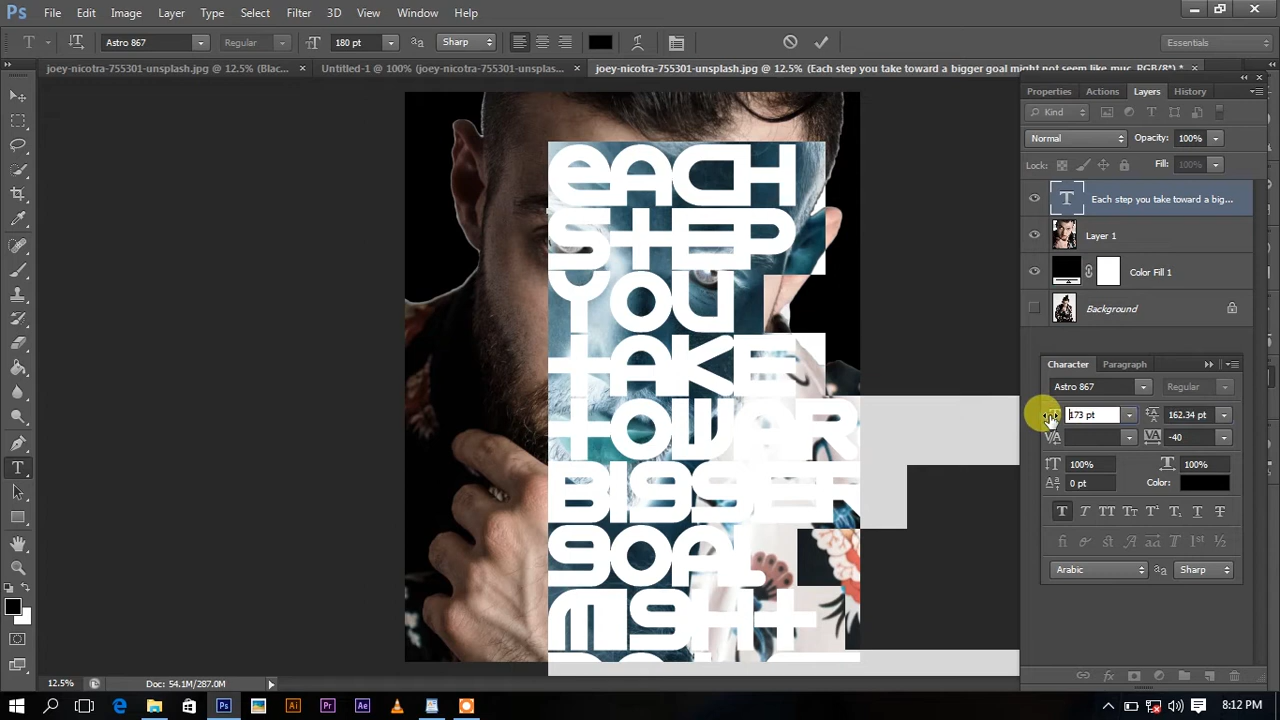 Ps File Edit Image Layer Type Select Filter 3D View Window Help
T Astro 867 Regular 180 pt Sharp Essentials
joey-nicotra-755301-unsplash.jpg @ 12.5% (Blac... × Untitled-1 @ 100% (joey-nicotra-755301-unsplas... × joey-nicotra-755301-unsplash.jpg @ 12.5% (Each step you take toward a bigger goal might not seem like muc, RGB/8*) * ×
Properties Actions Layers History
Kind
Normal Opacity: 100%
Lock: Fill: 100%
Each step you take toward a big...
Layer 1
Color Fill 1
Background
EACH
STEP
YOU
TAKE
TOWAR
BIGGER
GOAL
MIGHT
Character Paragraph
Astro 867 Regular
173 pt 162.34 pt
-40
100% 100%
0 pt Color:
Arabic Sharp
12.5% Doc: 54.1M/287.0M
8:12 PM